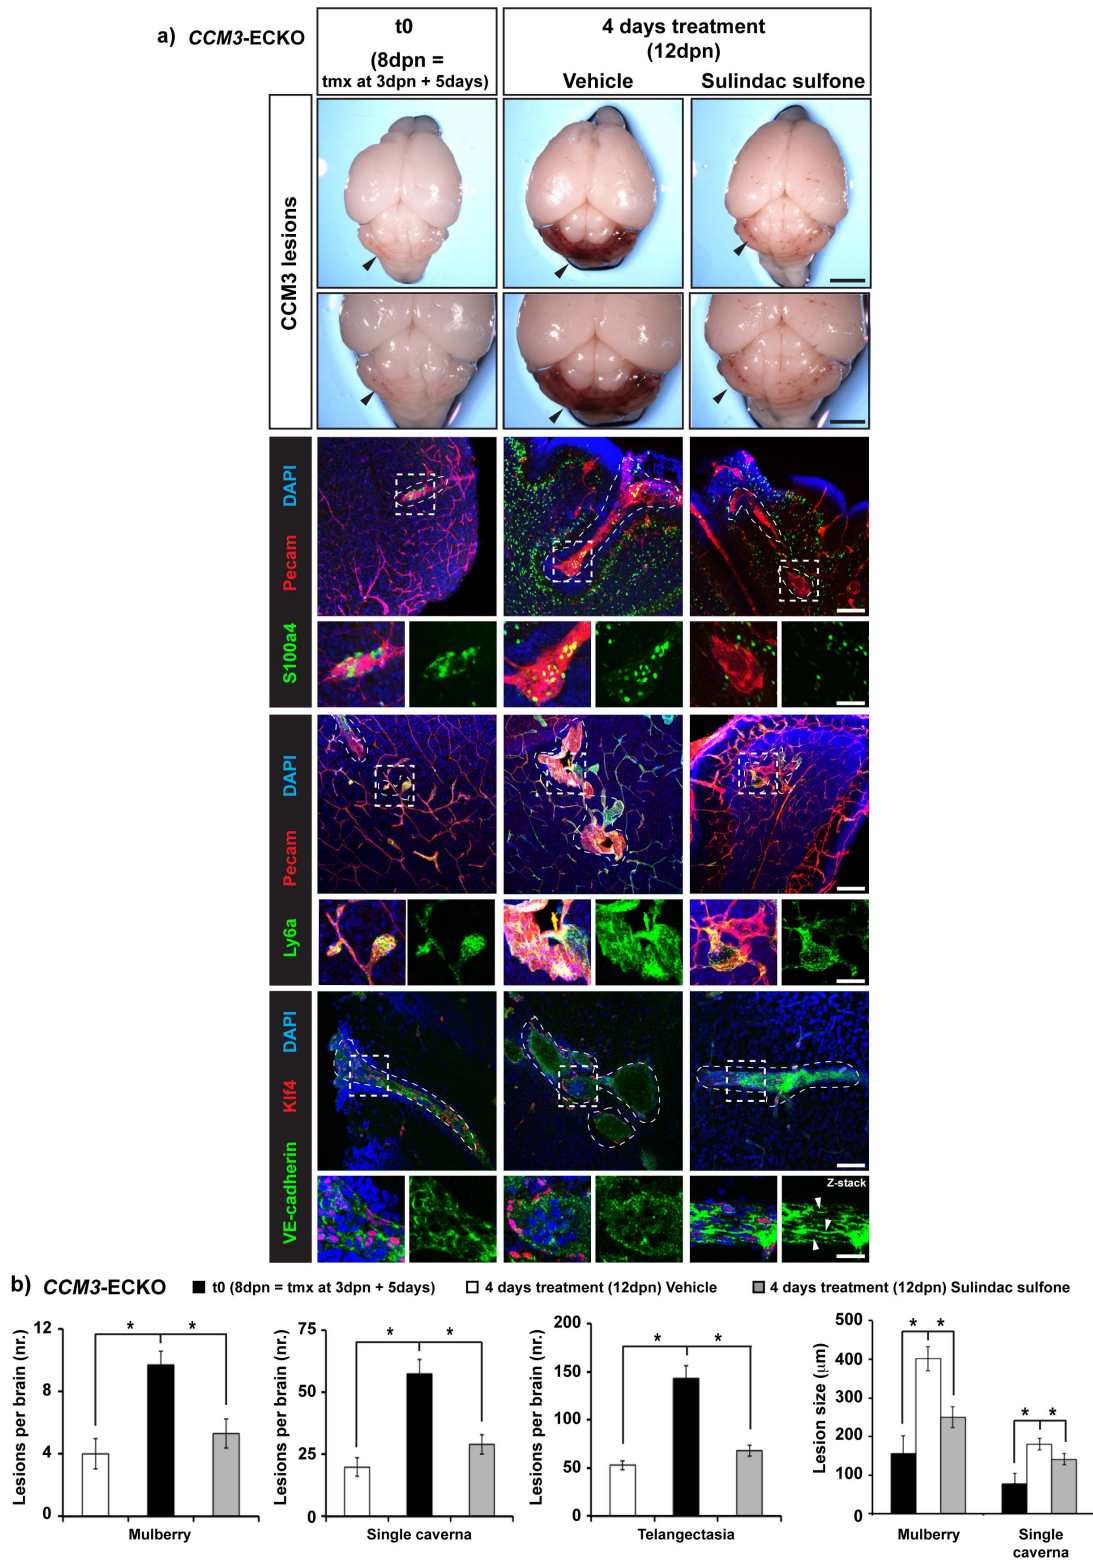 a) CCM3-ECKO
t0
(8dpn =
tmx at 3dpn + 5days)
4 days treatment
(12dpn)
Vehicle
Sulindac sulfone
CCM3 lesions
S100a4 Pecam DAPI
Ly6a Pecam DAPI
VE-cadherin Klf4 DAPI
Z-stack
b) CCM3-ECKO
t0 (8dpn = tmx at 3dpn + 5days)
4 days treatment (12dpn) Vehicle
4 days treatment (12dpn) Sulindac sulfone
Lesions per brain (nr.)
12
8
4
0
* *
Mulberry
Lesions per brain (nr.)
75
50
25
0
* *
Single caverna
Lesions per brain (nr.)
200
150
100
50
0
* *
Telangectasia
Lesion size (μm)
500
400
300
200
100
0
* *
* *
Mulberry
Single
caverna